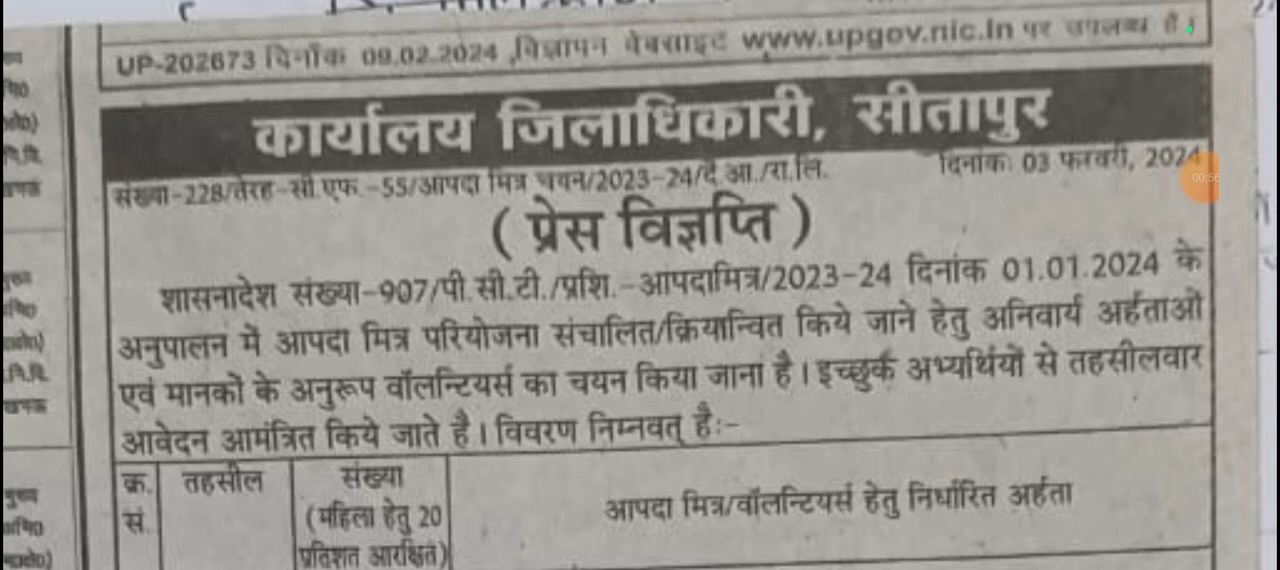 UP-202673 दिनाँक 09.02.2024 ,विज्ञापन वेबसाइट www.upgov.nic.in पर उपलब्ध है।
कार्यालय जिलाधिकारी, सीतापुर
संख्या-228/तेरह-सी.एफ.-55/आपदा मित्र चयन/2023-24/दै.आ./रा.लि. दिनांकः 03 फरवरी, 2024
( प्रेस विज्ञप्ति )
शासनादेश संख्या-907/पी.सी.टी./प्रशि.-आपदामित्र/2023-24 दिनांक 01.01.2024 के
अनुपालन में आपदा मित्र परियोजना संचालित/क्रियान्वित किये जाने हेतु अनिवार्य अर्हताओं
एवं मानकों के अनुरूप वॉलन्टियर्स का चयन किया जाना है। इच्छुक अभ्यर्थियों से तहसीलवार
आवेदन आमंत्रित किये जाते है। विवरण निम्नवत् हैः-
क्र. सं.
तहसील
संख्या
(महिला हेतु 20
प्रतिशत आरक्षित)
आपदा मित्र/वॉलन्टियर्स हेतु निर्धारित अर्हता
00:56